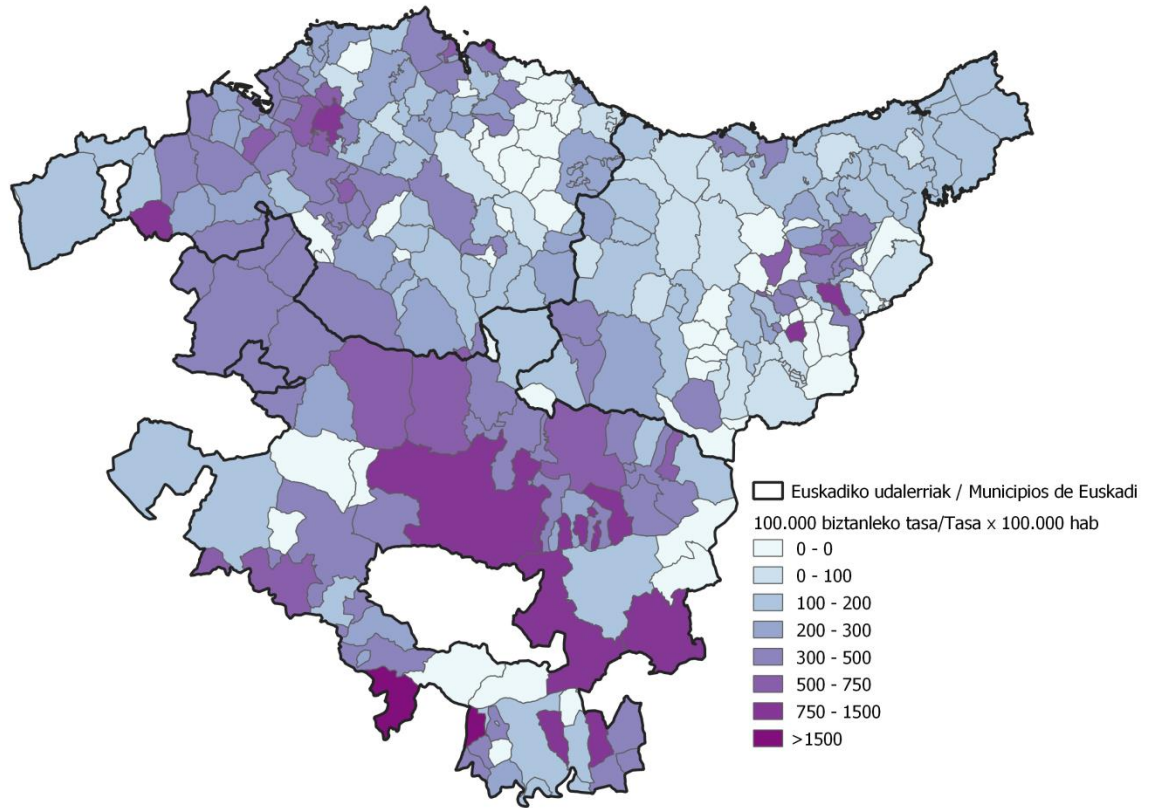 Euskadiko udalerriak / Municipios de Euskadi
100.000 biztanleko tasa/Tasa x 100.000 hab
0 - 0
0 - 100
100 - 200
200 - 300
300 - 500
500 - 750
750 - 1500
>1500